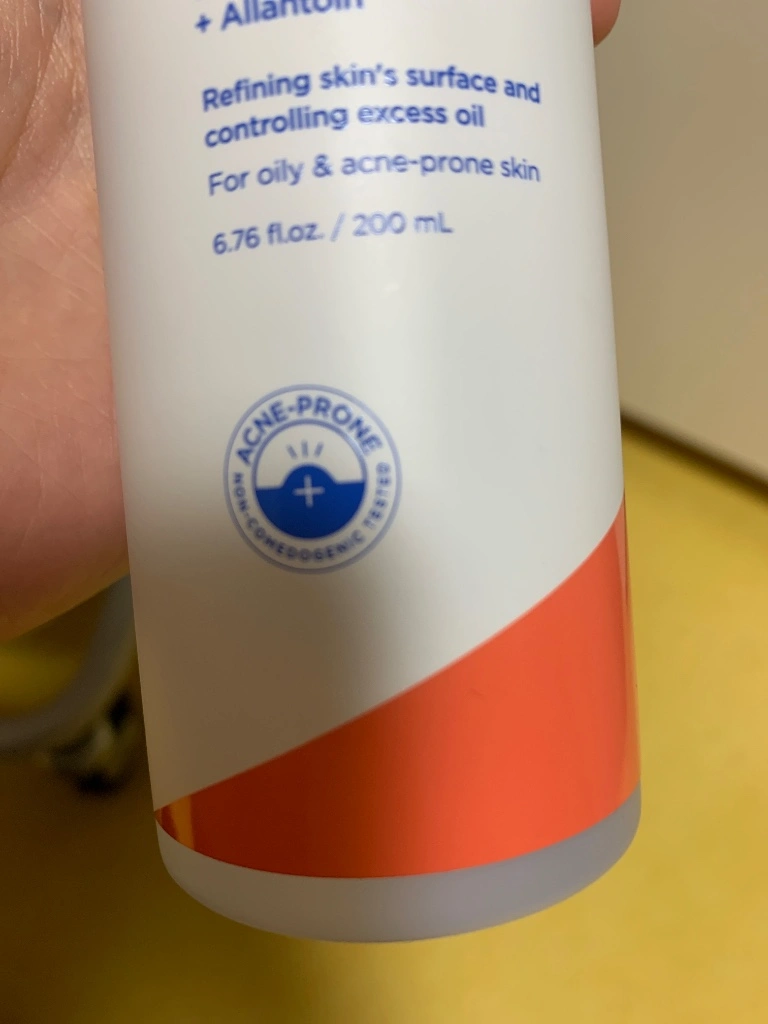 + Allantoin
Refining skin's surface and
controlling excess oil
For oily & acne-prone skin
6.76 fl.oz. / 200 mL
ACNE-PRONE
NON-COMEDOGENIC TESTED